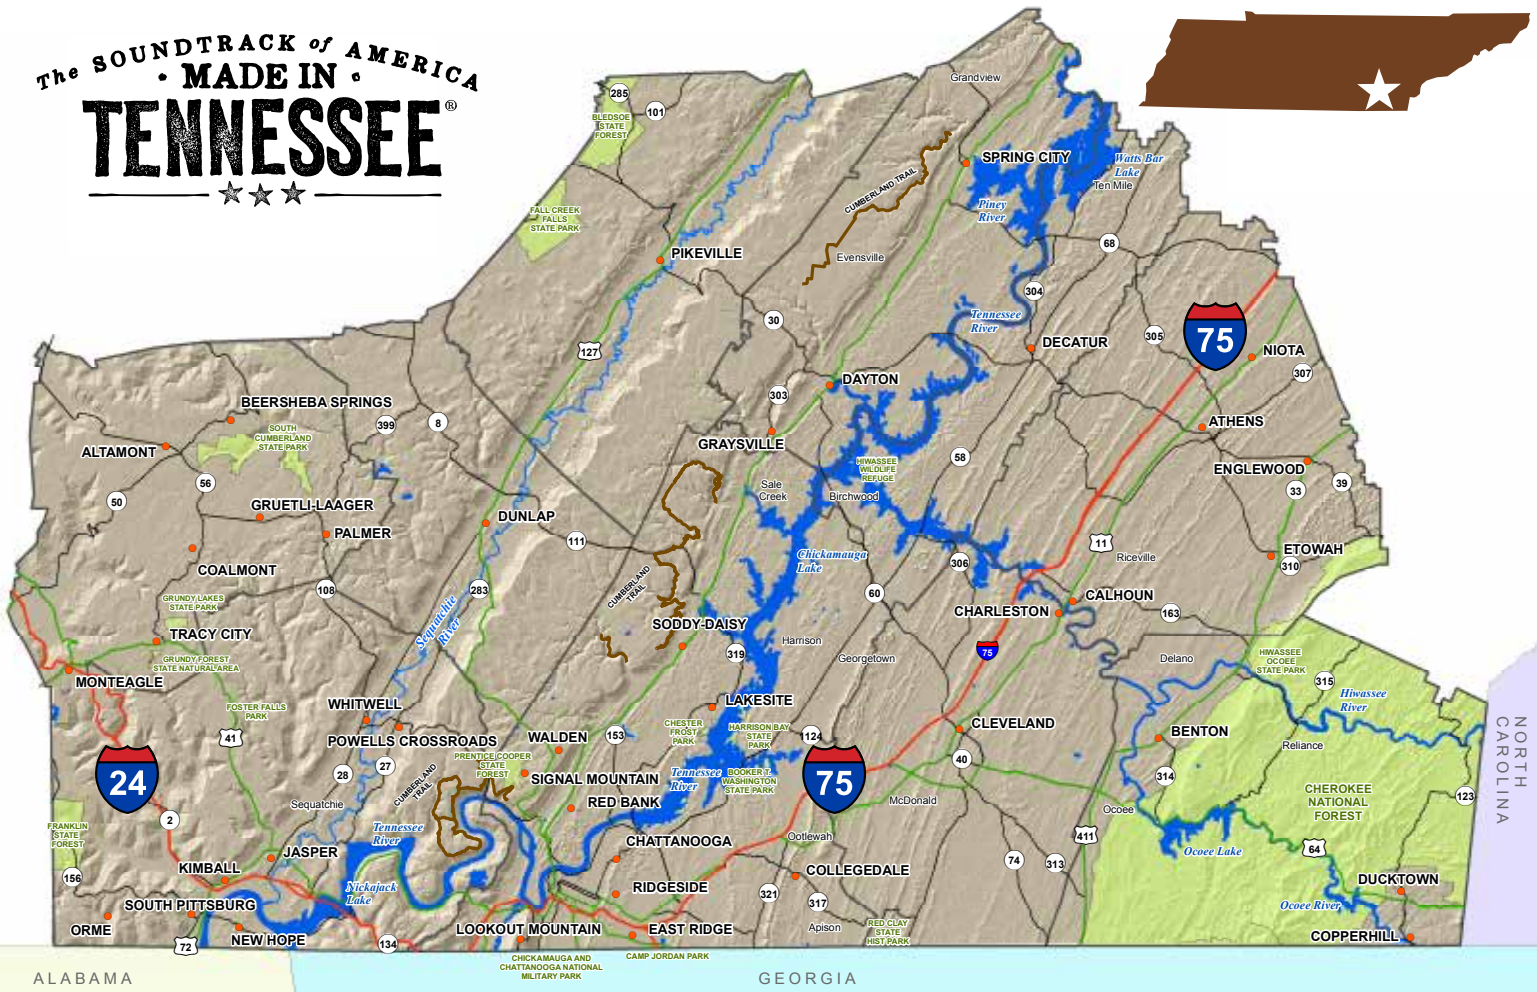 The SOUNDTRACK of AMERICA
• MADE IN •
TENNESSEE®
Grandview
285
101
BLEDSOE
STATE
FOREST
SPRING CITY
Watts Bar
Lake
Ten Mile
CUMBERLAND TRAIL
Piney
River
FALL CREEK
FALLS
STATE PARK
PIKEVILLE
Evensville
68
304
30
Tennessee
River
127
305
75
DECATUR
NIOTA
307
DAYTON
303
BEERSHEBA SPRINGS
399
8
SOUTH
CUMBERLAND
STATE PARK
ALTAMONT
GRAYSVILLE
ATHENS
58
HIWASSEE
WILDLIFE
REFUGE
ENGLEWOOD
56
50
33
39
Sale
Creek
Birchwood
GRUETLI-LAAGER
DUNLAP
PALMER
111
11
Riceville
ETOWAH
310
COALMONT
Chickamauga
Lake
306
108
283
CUMBERLAND
TRAIL
60
CALHOUN
CHARLESTON
163
GRUNDY LAKES
STATE PARK
Sequatchie
River
SODDY-DAISY
TRACY CITY
Harrison
319
75
Georgetown
Delano
HIWASSEE
OCOEE
STATE PARK
GRUNDY FOREST
STATE NATURAL AREA
MONTEAGLE
315
Hiwassee
River
WHITWELL
LAKESITE
FOSTER FALLS
PARK
CHESTER
FROST
PARK
HARRISON BAY
STATE
PARK
CLEVELAND
BENTON
NORTH
CAROLINA
41
POWELLS CROSSROADS
WALDEN
153
1124
Reliance
PRENTICE COOPER
STATE
FOREST
40
24
28
27
CUMBERLAND
TRAIL
SIGNAL MOUNTAIN
Tennessee
River
BOOKER T.
WASHINGTON
STATE PARK
75
314
Sequatchie
RED BANK
McDonald
Ocoee
CHEROKEE
NATIONAL
FOREST
123
2
FRANKLIN
STATE
FOREST
Tennessee
River
CHATTANOOGA
Ootlewah
411
Ocoee Lake
64
JASPER
KIMBALL
156
COLLEGEDALE
74
313
DUCKTOWN
Nickajack
Lake
RIDGESIDE
321
317
SOUTH PITTSBURG
Ocoee River
ORME
NEW HOPE
72
134
LOOKOUT MOUNTAIN
EAST RIDGE
Apison
RED CLAY
STATE
HIST PARK
COPPERHILL
CHICKAMAUGA AND
CHATTANOOGA NATIONAL
MILITARY PARK
CAMP JORDAN PARK
ALABAMA
GEORGIA